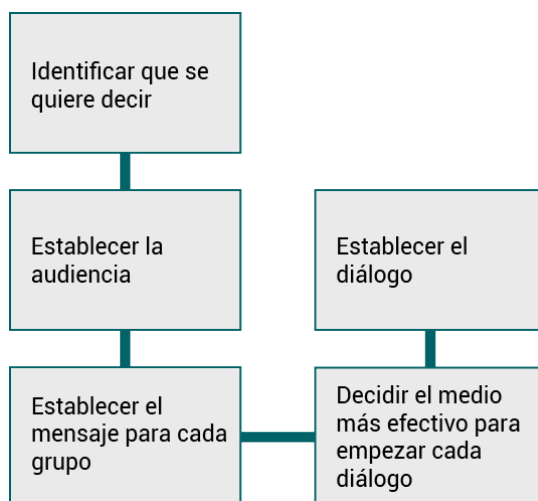 Identificar que se
quiere decir
Establecer la
audiencia
Establecer el
mensaje para cada
grupo
Decidir el medio
más efectivo para
empezar cada
diálogo
Establecer el
diálogo